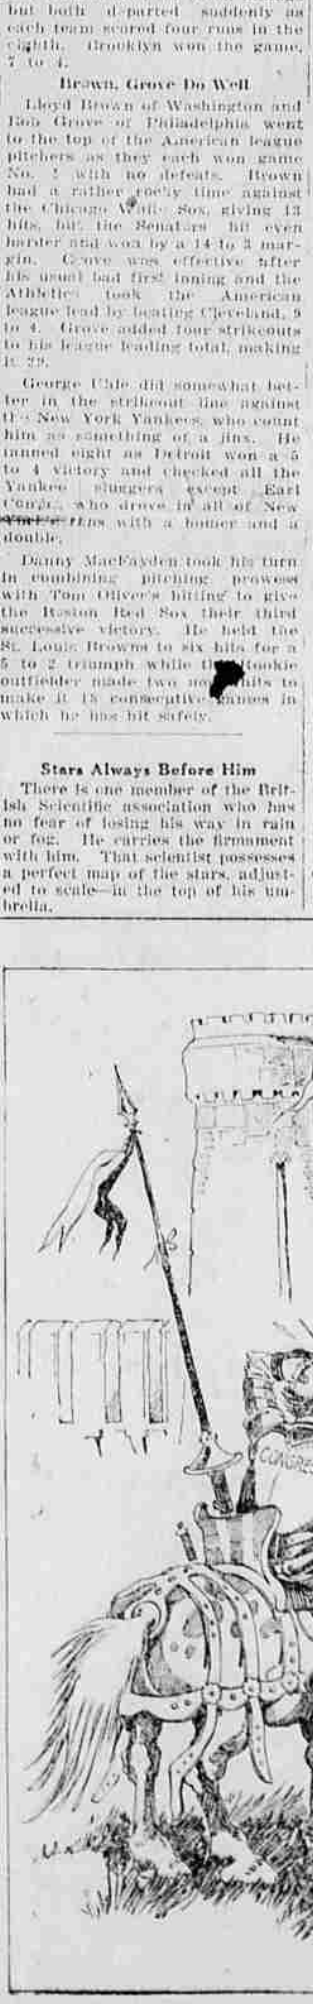 but both departed suddenly as
each team scored four runs in the
eighth. Brooklyn won the game,
7 to 4.
Brown, Grove Do Well
Lloyd Brown of Washington and
Bob Grove of Philadelphia went
to the top of the American league
pitchers as they each won game
No. with no defeats. Brown
had a rather rocky time against
the Chicago White Sox, giving 13
hits, but the Senators hit even
harder and won by a 14 to 3 mar-
gin. Grove was effective after
his usual bad first inning and the
Athletics took the American
league lead by beating Cleveland, 9
to 4. Grove added four strikeouts
to his league leading total, making
it 29.
George Uhle did somewhat bet-
ter in the strikeout line against
the New York Yankees, who count
him as something of a jinx. He
fanned eight as Detroit won a 5
to 4 victory and checked all the
Yankee sluggers except Earl
Combs, who drove in all of New
York's runs with a homer and a
double.
Danny MacFayden took his turn
in combining pitching prowess
with Tom Oliver's hitting to give
the Boston Red Sox their third
successive victory. He held the
St. Louis Browns to six hits for a
5 to 2 triumph while the Rookie
outfielder made two hits to
make it 18 consecutive games in
which he has hit safely.
Stars Always Before Him
There is one member of the Brit-
ish Scientific association who has
no fear of losing his way in rain
or fog. He carries the firmament
with him. That scientist possesses
a perfect map of the stars, adjust-
ed to scale—in the top of his um-
brella.
CONGRES